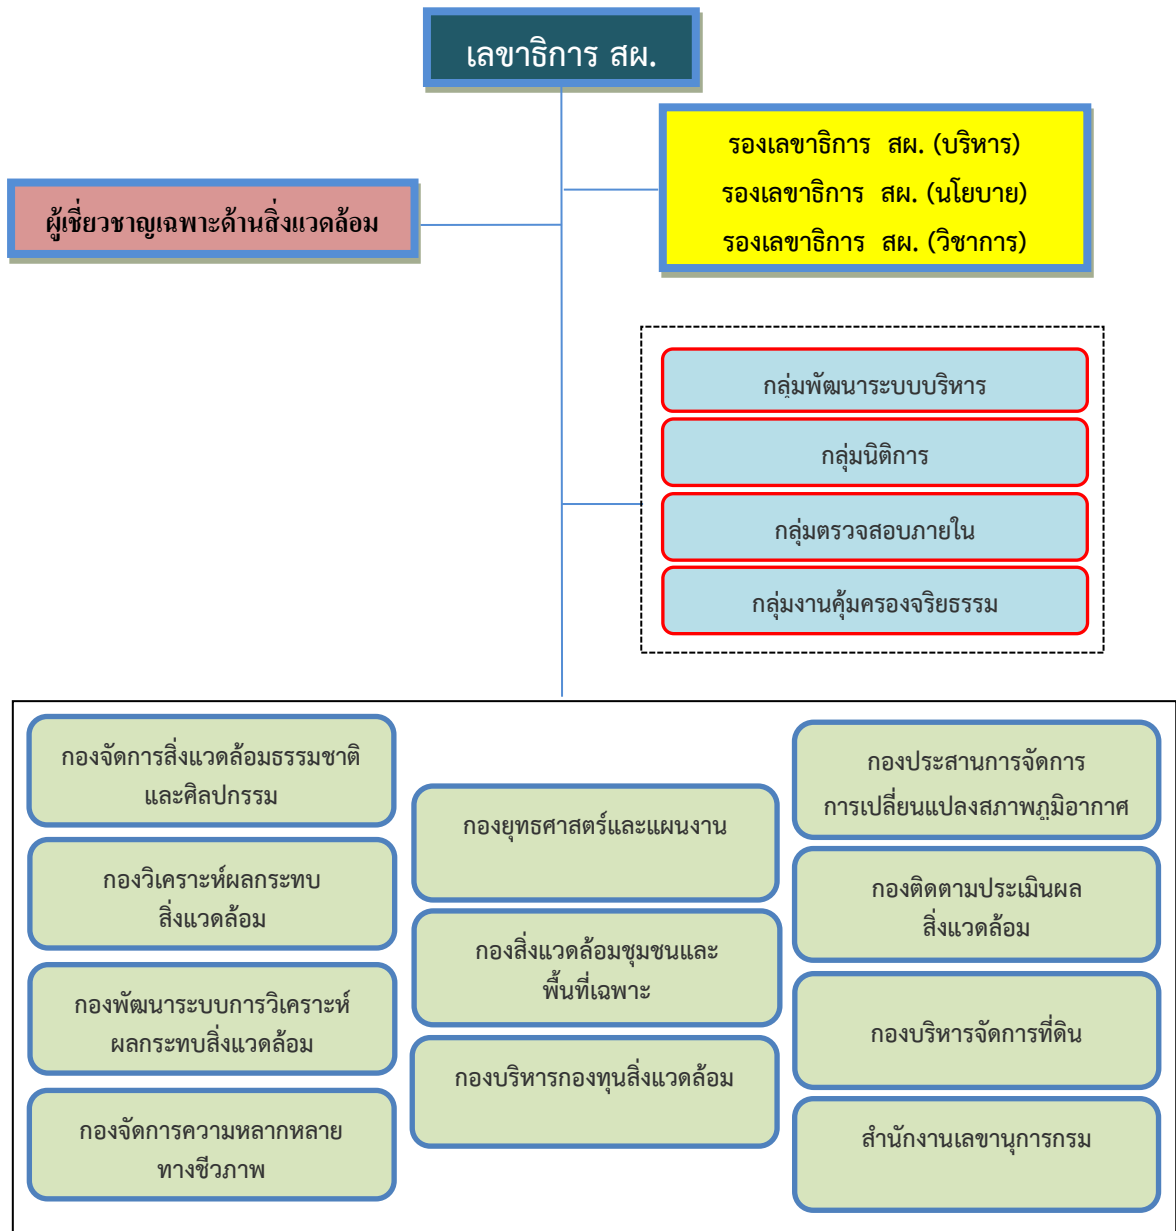 เลขาธิการ สผ.
รองเลขาธิการ สผ. (บริหาร)
รองเลขาธิการ สผ. (นโยบาย)
รองเลขาธิการ สผ. (วิชาการ)
ผู้เชี่ยวชาญเฉพาะด้านสิ่งแวดล้อม
กลุ่มพัฒนาระบบบริหาร
กลุ่มนิติการ
กลุ่มตรวจสอบภายใน
กลุ่มงานคุ้มครองจริยธรรม
กองจัดการสิ่งแวดล้อมธรรมชาติ
และศิลปกรรม
กองวิเคราะห์ผลกระทบ
สิ่งแวดล้อม
กองพัฒนาระบบการวิเคราะห์
ผลกระทบสิ่งแวดล้อม
กองจัดการความหลากหลาย
ทางชีวภาพ
กองยุทธศาสตร์และแผนงาน
กองสิ่งแวดล้อมชุมชนและ
พื้นที่เฉพาะ
กองบริหารกองทุนสิ่งแวดล้อม
กองประสานการจัดการ
การเปลี่ยนแปลงสภาพภูมิอากาศ
กองติดตามประเมินผล
สิ่งแวดล้อม
กองบริหารจัดการที่ดิน
สำนักงานเลขานุการกรม